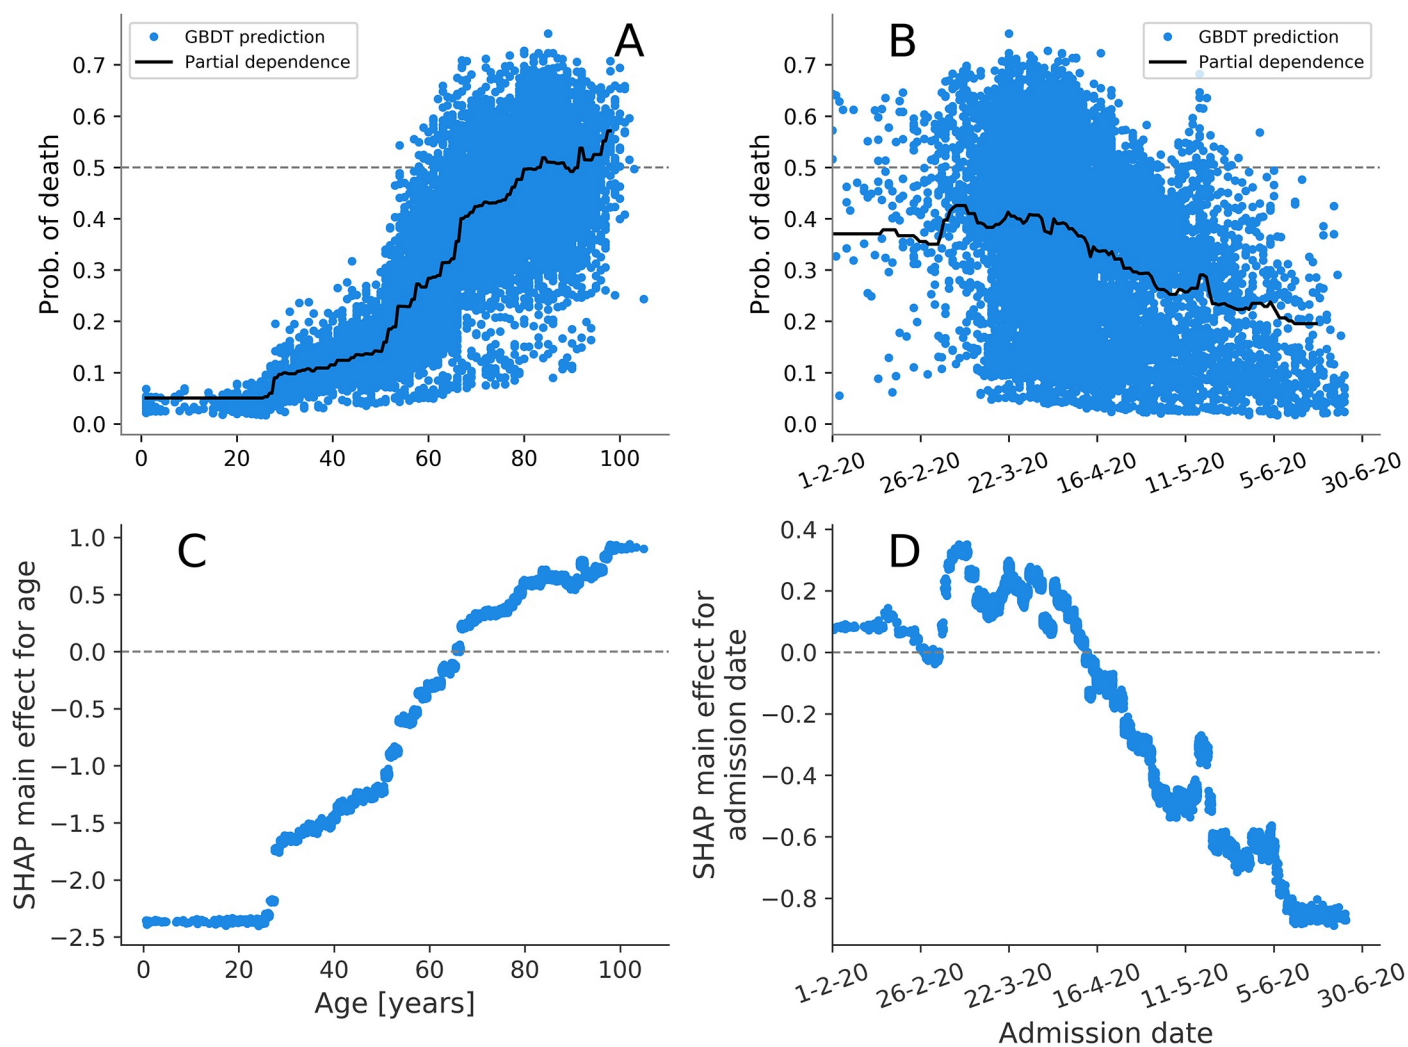 A
GBDT prediction
Partial dependence
Prob. of death
0.7
0.6
0.5
0.4
0.3
0.2
0.1
0.0
0 20 40 60 80 100
B
GBDT prediction
Partial dependence
Prob. of death
0.7
0.6
0.5
0.4
0.3
0.2
0.1
0.0
1-2-20 26-2-20 22-3-20 16-4-20 11-5-20 5-6-20 30-6-20
C
SHAP main effect for age
1.0
0.5
0.0
−0.5
−1.0
−1.5
−2.0
−2.5
0 20 40 60 80 100
Age [years]
D
SHAP main effect for
admission date
0.4
0.2
0.0
−0.2
−0.4
−0.6
−0.8
1-2-20 26-2-20 22-3-20 16-4-20 11-5-20 5-6-20 30-6-20
Admission date